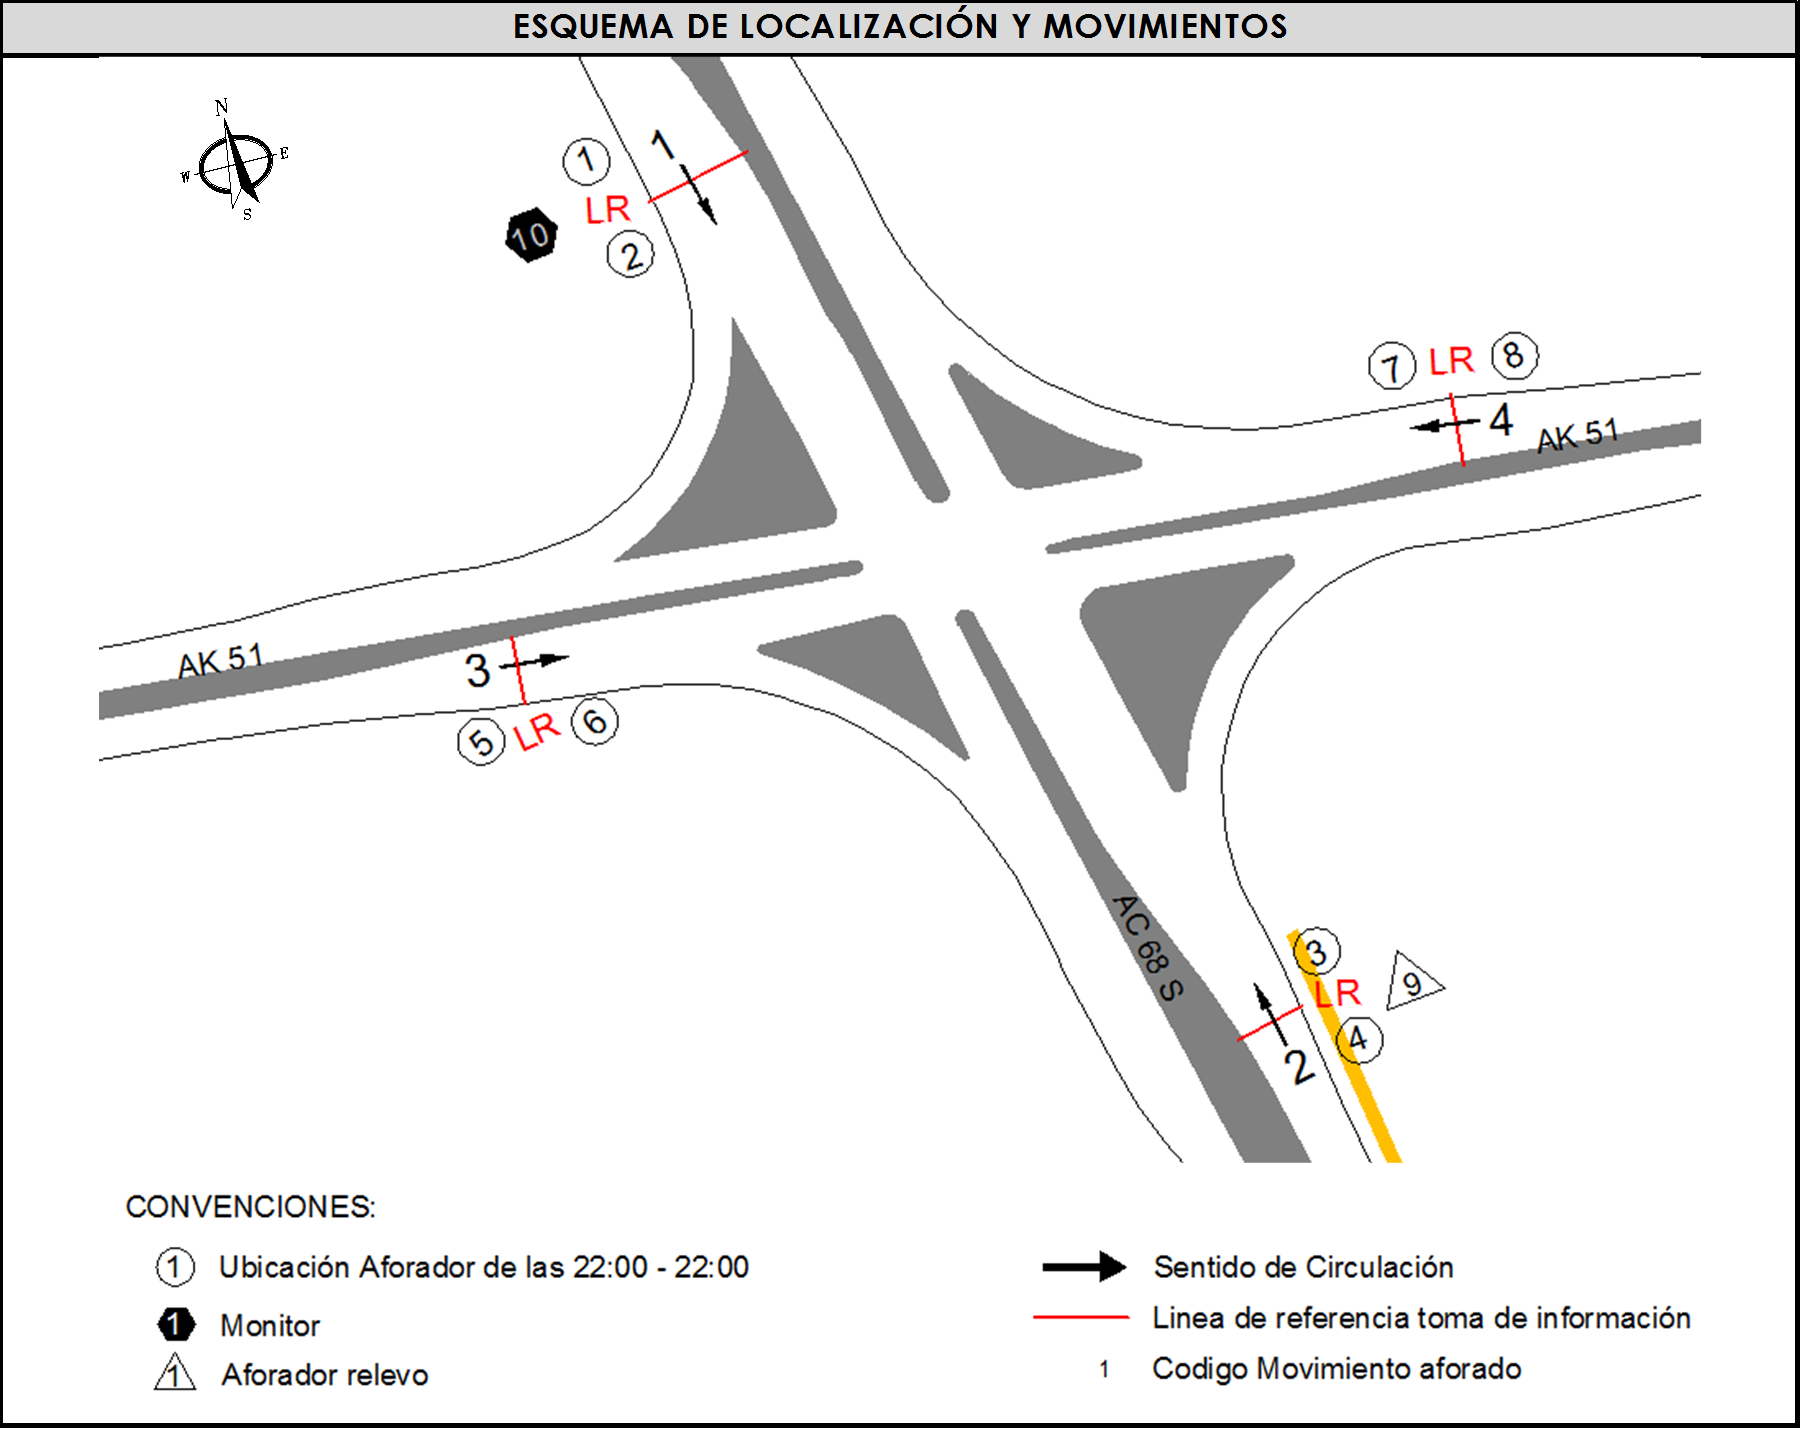 ESQUEMA DE LOCALIZACIÓN Y MOVIMIENTOS
N
W E
S
1
1
LR
10
2
7 LR 8
4
AK 51
AK 51
3
5 LR 6
AC 68 S
3
LR
9
4
2
CONVENCIONES:
1 Ubicación Aforador de las 22:00 - 22:00
1 Monitor
1 Aforador relevo
Sentido de Circulación
Linea de referencia toma de información
1 Codigo Movimiento aforado